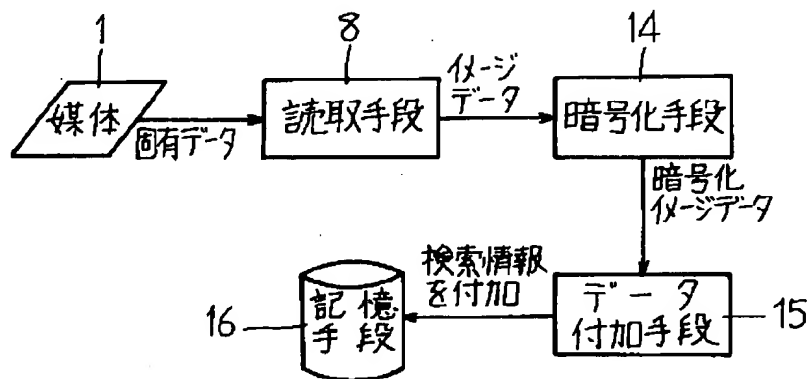 1
媒体
固有データ
8
読取手段
イメージ
データ
14
暗号化手段
暗号化
イメージデータ
データ
付加手段
15
検索情報
を付加
記憶
手段
16